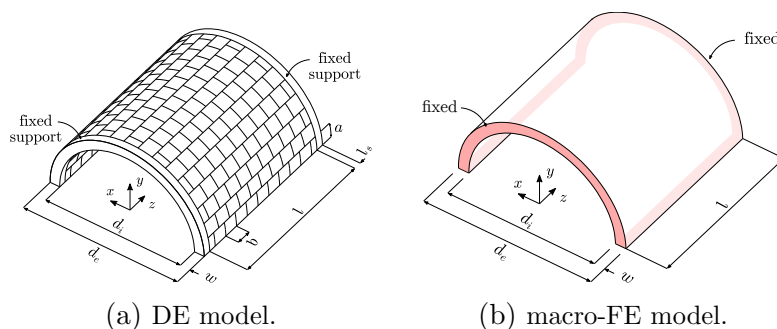 fixed
support
fixed
support
a
l_s
y
x
z
l
d_i
b
d_e
w
(a) DE model.
fixed
fixed
y
x
z
l
d_i
d_e
w
(b) macro-FE model.